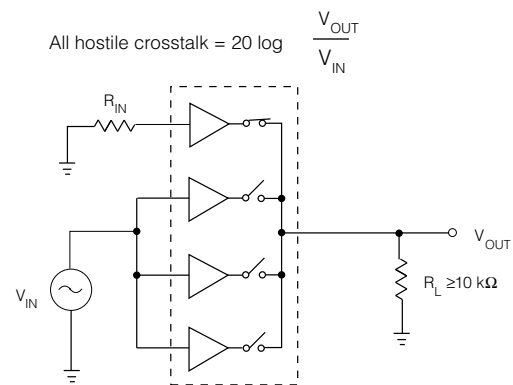 All hostile crosstalk = 20 log V_OUT / V_IN
R_IN
V_OUT
R_L ≥10 kΩ
V_IN